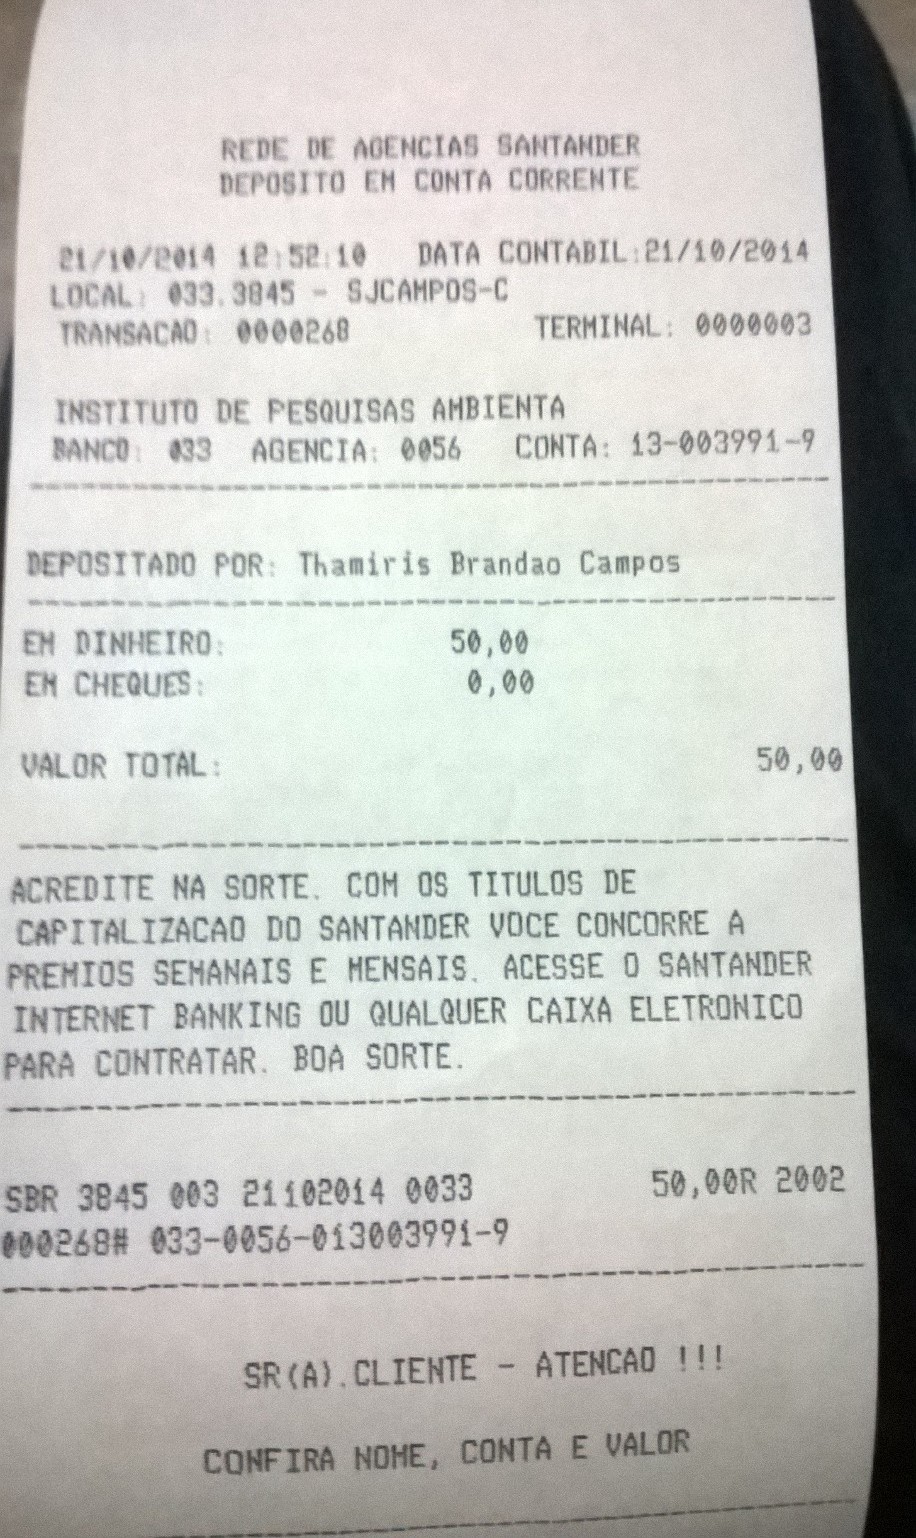 REDE DE AGENCIAS SANTANDER
DEPOSITO EM CONTA CORRENTE
21/10/2014 12:52:10 DATA CONTABIL:21/10/2014
LOCAL: 033.3845 - SJCAMPOS-C
TRANSACAO: 0000268 TERMINAL: 0000003
INSTITUTO DE PESQUISAS AMBIENTA
BANCO: 033 AGENCIA: 0056 CONTA: 13-003991-9
DEPOSITADO POR: Thamiris Brandao Campos
EM DINHEIRO: 50,00
EM CHEQUES: 0,00
VALOR TOTAL: 50,00
ACREDITE NA SORTE. COM OS TITULOS DE
CAPITALIZACAO DO SANTANDER VOCE CONCORRE A
PREMIOS SEMANAIS E MENSAIS. ACESSE O SANTANDER
INTERNET BANKING OU QUALQUER CAIXA ELETRONICO
PARA CONTRATAR. BOA SORTE.
SBR 3845 003 21102014 0033 50,00R 2002
000268# 033-0056-013003991-9
SR(A).CLIENTE - ATENCAO !!!
CONFIRA NOME, CONTA E VALOR